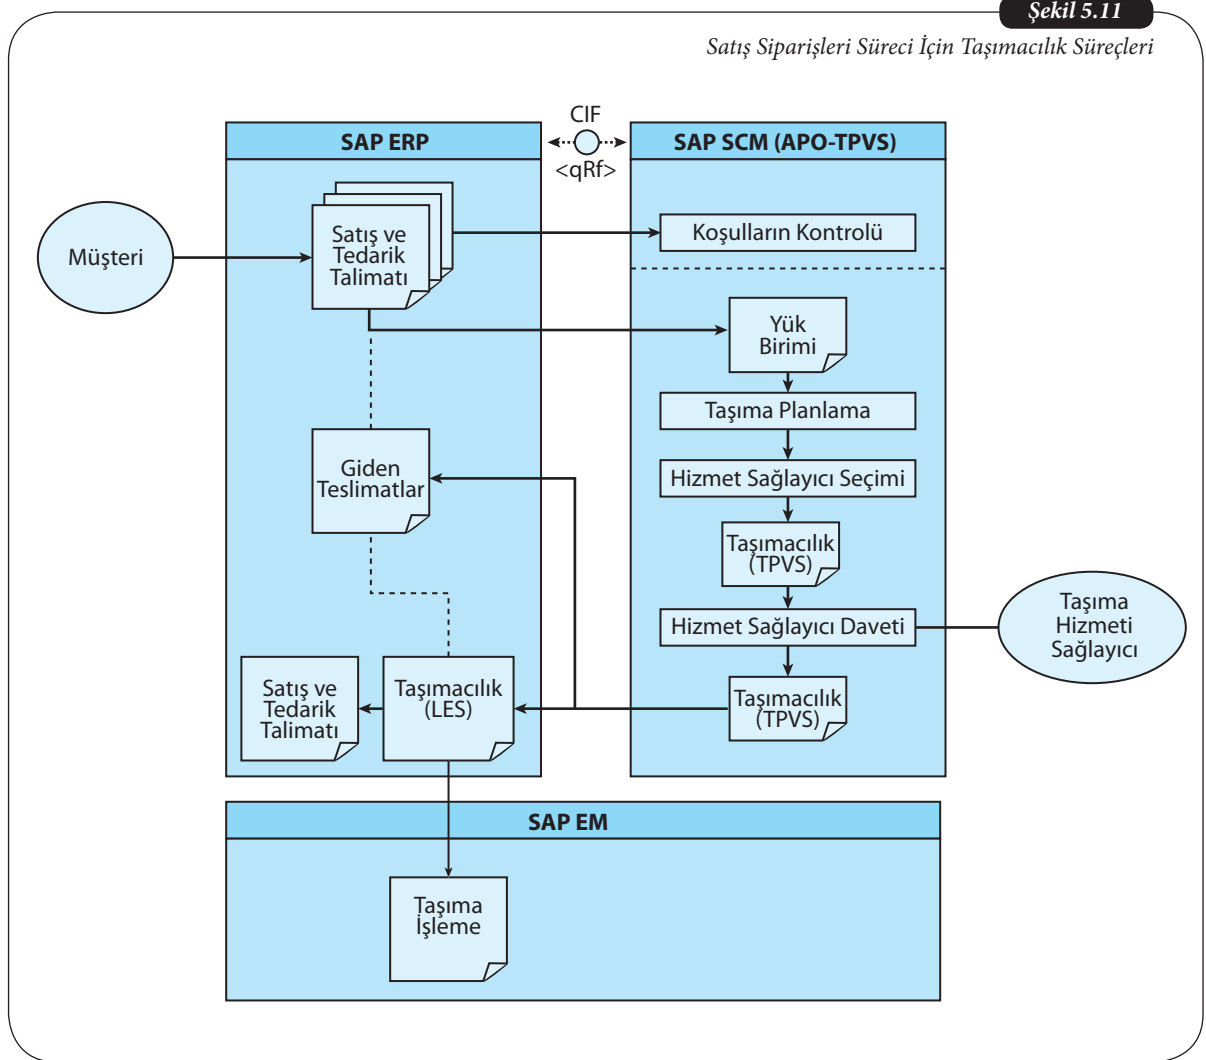 Şekil 5.11
Satış Siparişleri Süreci İçin Taşımacılık Süreçleri
CIF
<qRf>
SAP ERP
SAP SCM (APO-TPVS)
Müşteri
Satış ve
Tedarik
Talimatı
Koşulların Kontrolü
Yük
Birimi
Taşıma Planlama
Giden
Teslimatlar
Hizmet Sağlayıcı Seçimi
Taşımacılık
(TPVS)
Hizmet Sağlayıcı Daveti
Taşıma
Hizmeti
Sağlayıcı
Satış ve
Tedarik
Talimatı
Taşımacılık
(LES)
Taşımacılık
(TPVS)
SAP EM
Taşıma
İşleme